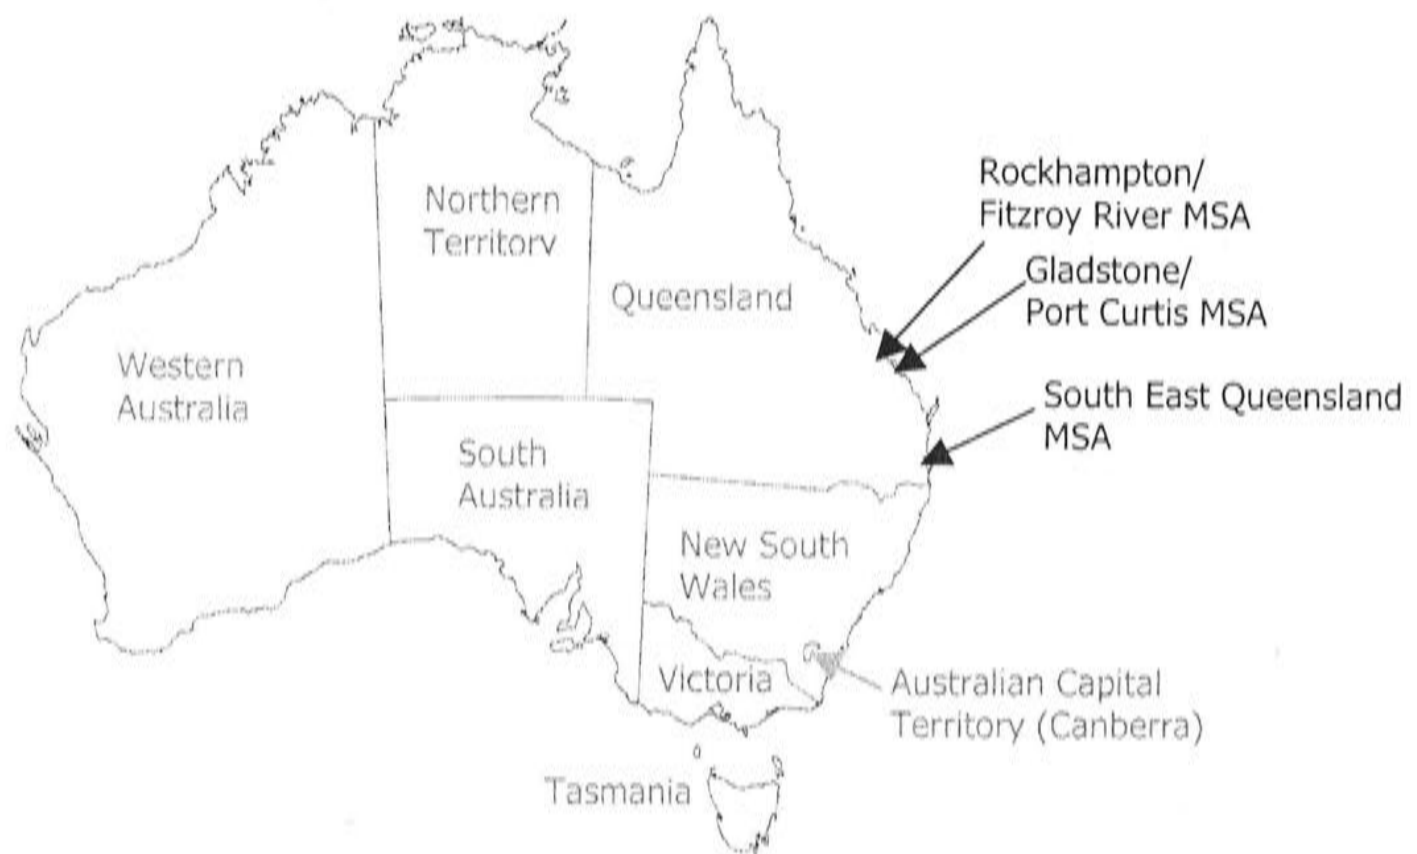 Rockhampton/
Fitzroy River MSA
Northern
Territory
Gladstone/
Port Curtis MSA
Queensland
Western
Australia
South East Queensland
MSA
South
Australia
New South
Wales
Victoria
Australian Capital
Territory (Canberra)
Tasmania